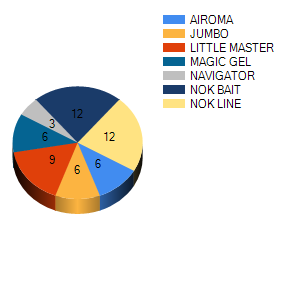 AIROMA
JUMBO
LITTLE MASTER
MAGIC GEL
NAVIGATOR
NOK BAIT
NOK LINE
12
3
12
6
9
6
6